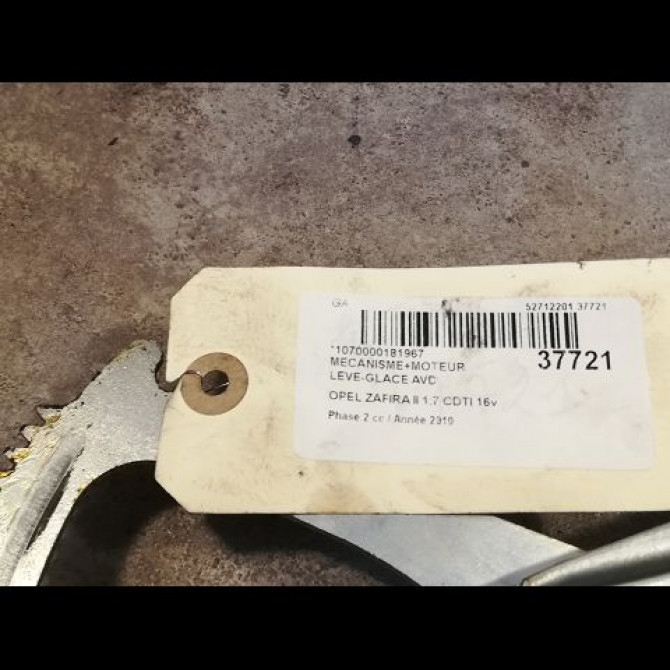 GA 52712201 37721
*1070000181967
37721
MECANISME+MOTEUR
LEVE-GLACE AVD
OPEL ZAFIRA II 1.7 CDTI 16v
Phase 2 cc / Année 2010